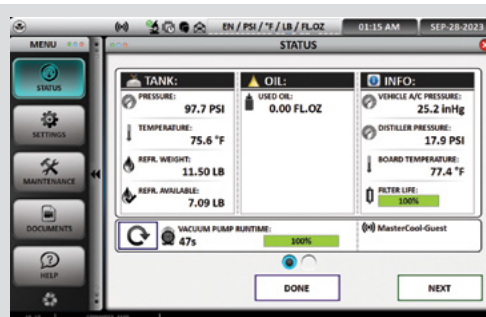 EN / PSI / °F / LB / FL.OZ
01:15 AM
SEP-28-2023
MENU
STATUS
STATUS
SETTINGS
MAINTENANCE
DOCUMENTS
HELP
TANK:
PRESSURE:
97.7 PSI
TEMPERATURE:
75.6 °F
REFR. WEIGHT:
11.50 LB
REFR. AVAILABLE:
7.09 LB
OIL:
USED OIL:
0.00 FL.OZ
INFO:
VEHICLE A/C PRESSURE:
25.2 inHg
DISTILLER PRESSURE:
17.9 PSI
BOARD TEMPERATURE:
77.4 °F
FILTER LIFE:
100%
VACUUM PUMP RUNTIME:
47s
100%
MasterCool-Guest
DONE
NEXT